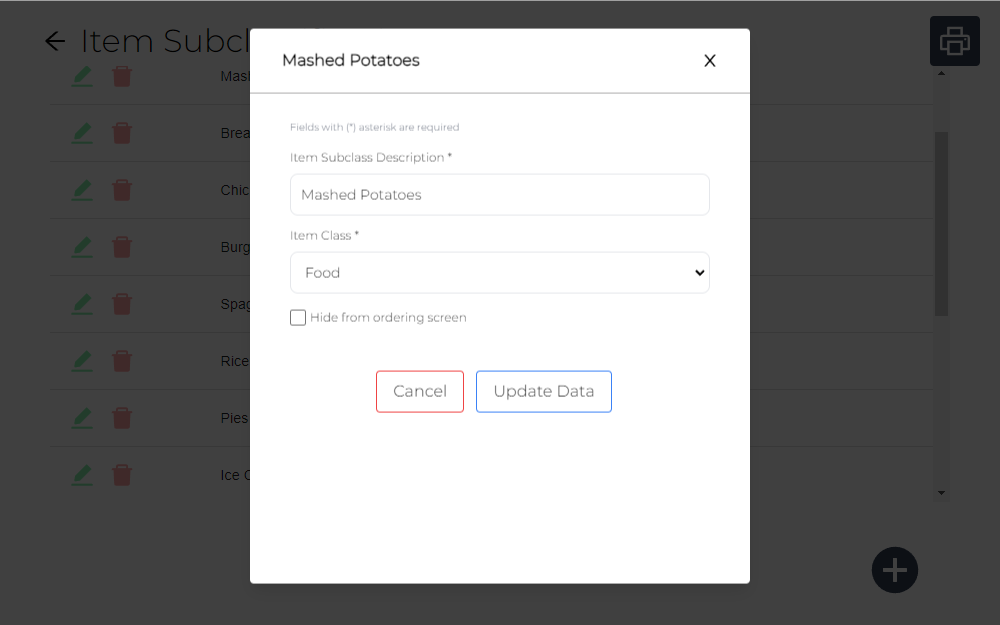 Item Subcl
Mashed Potatoes
X
Fields with (*) asterisk are required
Item Subclass Description *
Mashed Potatoes
Item Class *
Food
Hide from ordering screen
Cancel
Update Data
Mas
Brea
Chic
Burg
Spag
Rice
Pies
Ice C